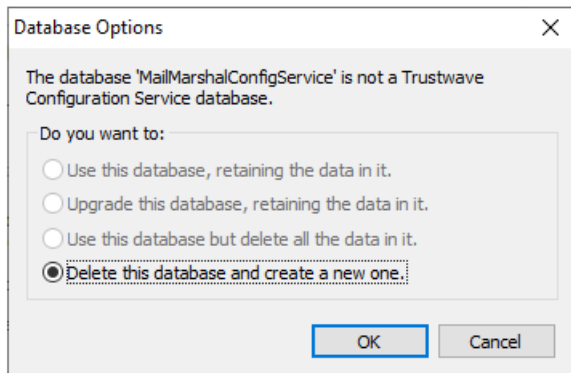 Database Options
The database 'MailMarshalConfigService' is not a Trustwave
Configuration Service database.
Do you want to:
Use this database, retaining the data in it.
Upgrade this database, retaining the data in it.
Use this database but delete all the data in it.
Delete this database and create a new one.
OK
Cancel